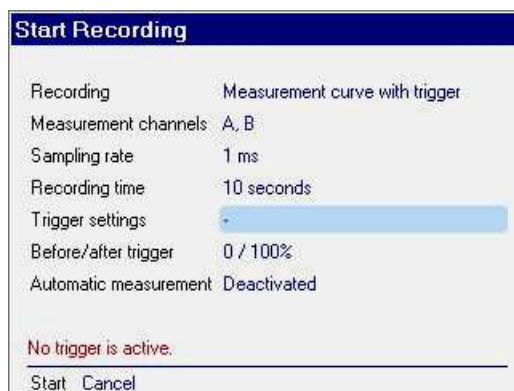 Start Recording
Recording Measurement curve with trigger
Measurement channels A, B
Sampling rate 1 ms
Recording time 10 seconds
Trigger settings -
Before/after trigger 0 / 100%
Automatic measurement Deactivated
No trigger is active.
Start Cancel